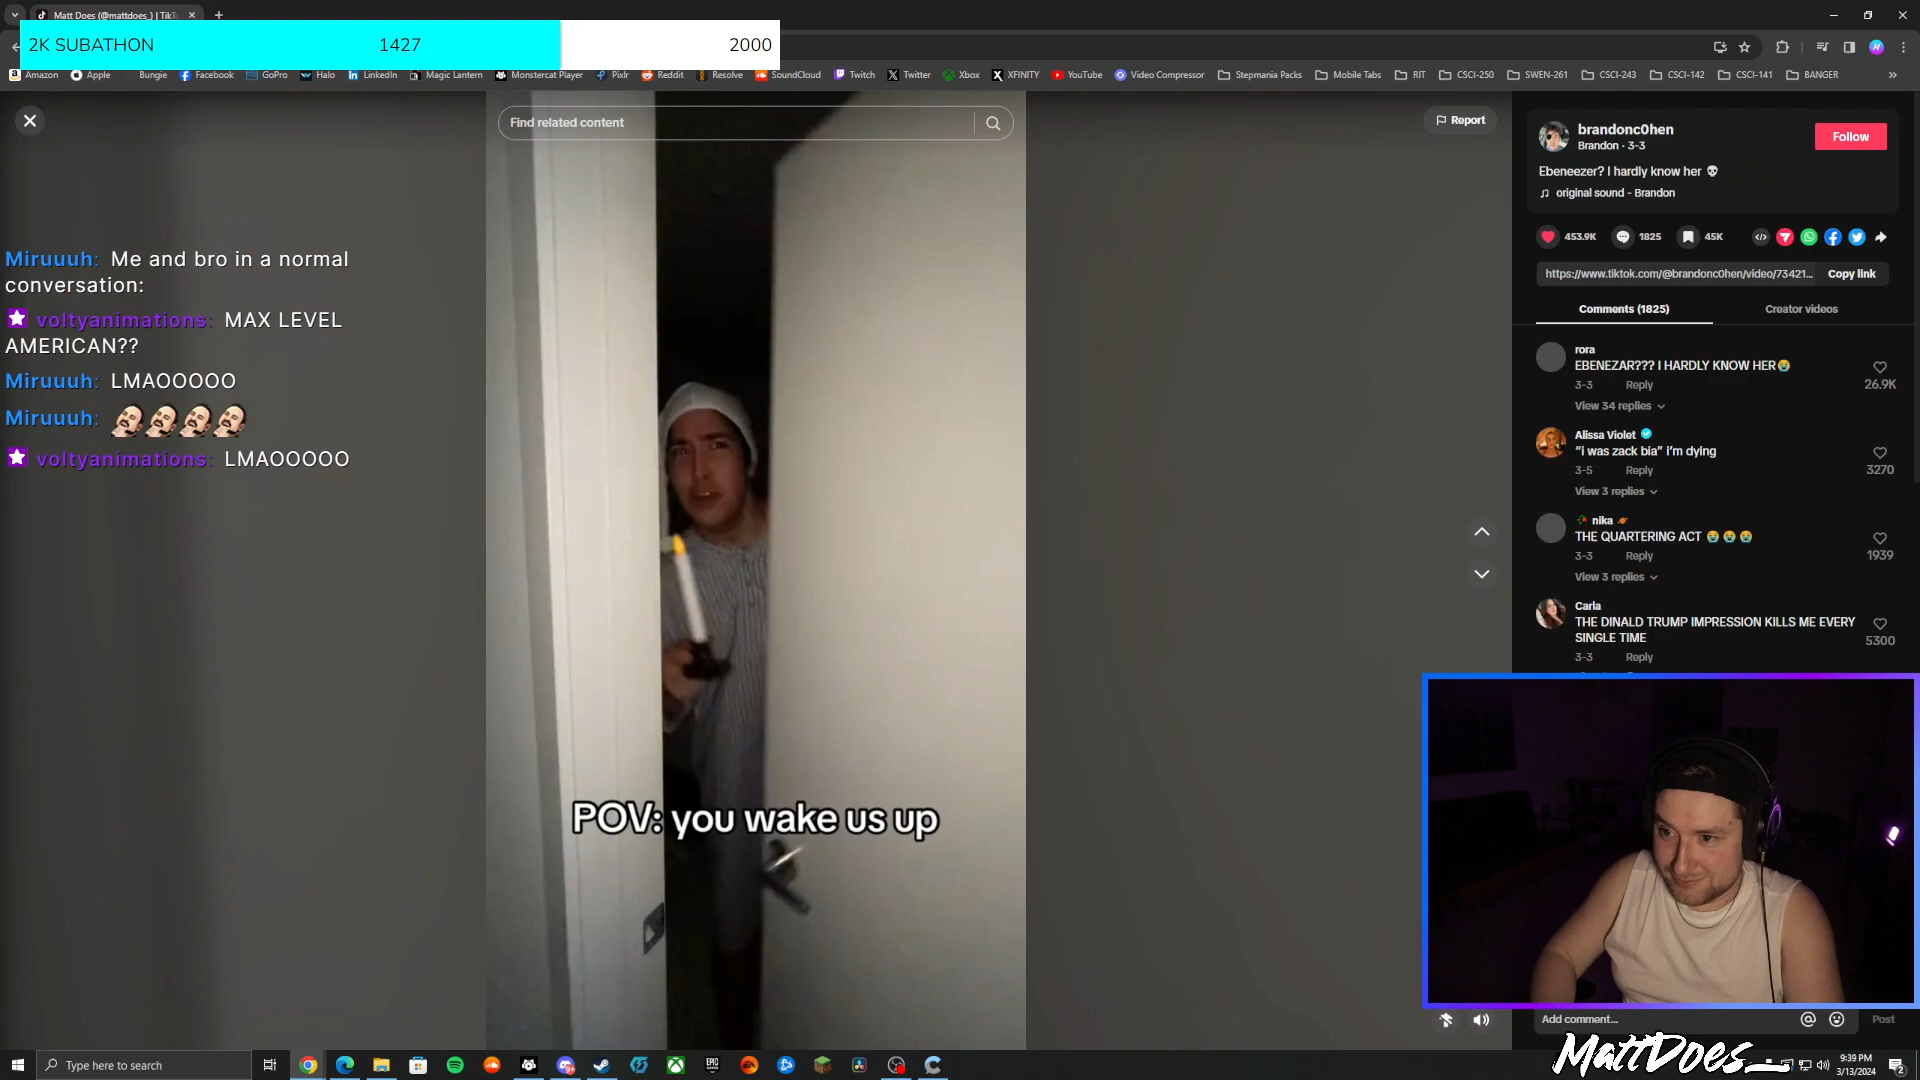 Matt Does (@mattdoes_) | TikTo
2K SUBATHON 1427 2000
Amazon Apple Bungie Facebook GoPro Halo LinkedIn Magic Lantern Monstercat Player Pixlr Reddit Resolve SoundCloud Twitch Twitter Xbox XFINITY YouTube Video Compressor Stepmania Packs Mobile Tabs RIT CSCI-250 SWEN-261 CSCI-243 CSCI-142 CSCI-141 BANGER
Find related content
Report
Miruuuh: Me and bro in a normal
conversation:
voltyanimations: MAX LEVEL
AMERICAN??
Miruuuh: LMAOOOOO
Miruuuh:
voltyanimations: LMAOOOOO
POV: you wake us up
brandonc0hen
Brandon · 3-3
Follow
Ebeneezer? I hardly know her 💀
original sound - Brandon
453.9K 1825 45K
https://www.tiktok.com/@brandonc0hen/video/73421... Copy link
Comments (1825) Creator videos
rora
EBENEZAR??? I HARDLY KNOW HER😭
3-3 Reply
26.9K
View 34 replies
Alissa Violet
“i was zack bia” i’m dying
3-5 Reply
3270
View 3 replies
🥀 nika 🪐
THE QUARTERING ACT 😭 😭 😭
3-3 Reply
1939
View 3 replies
Carla
THE DINALD TRUMP IMPRESSION KILLS ME EVERY
SINGLE TIME
3-3 Reply
5300
Add comment...
Post
MattDoes_
Type here to search
9:39 PM
3/13/2024